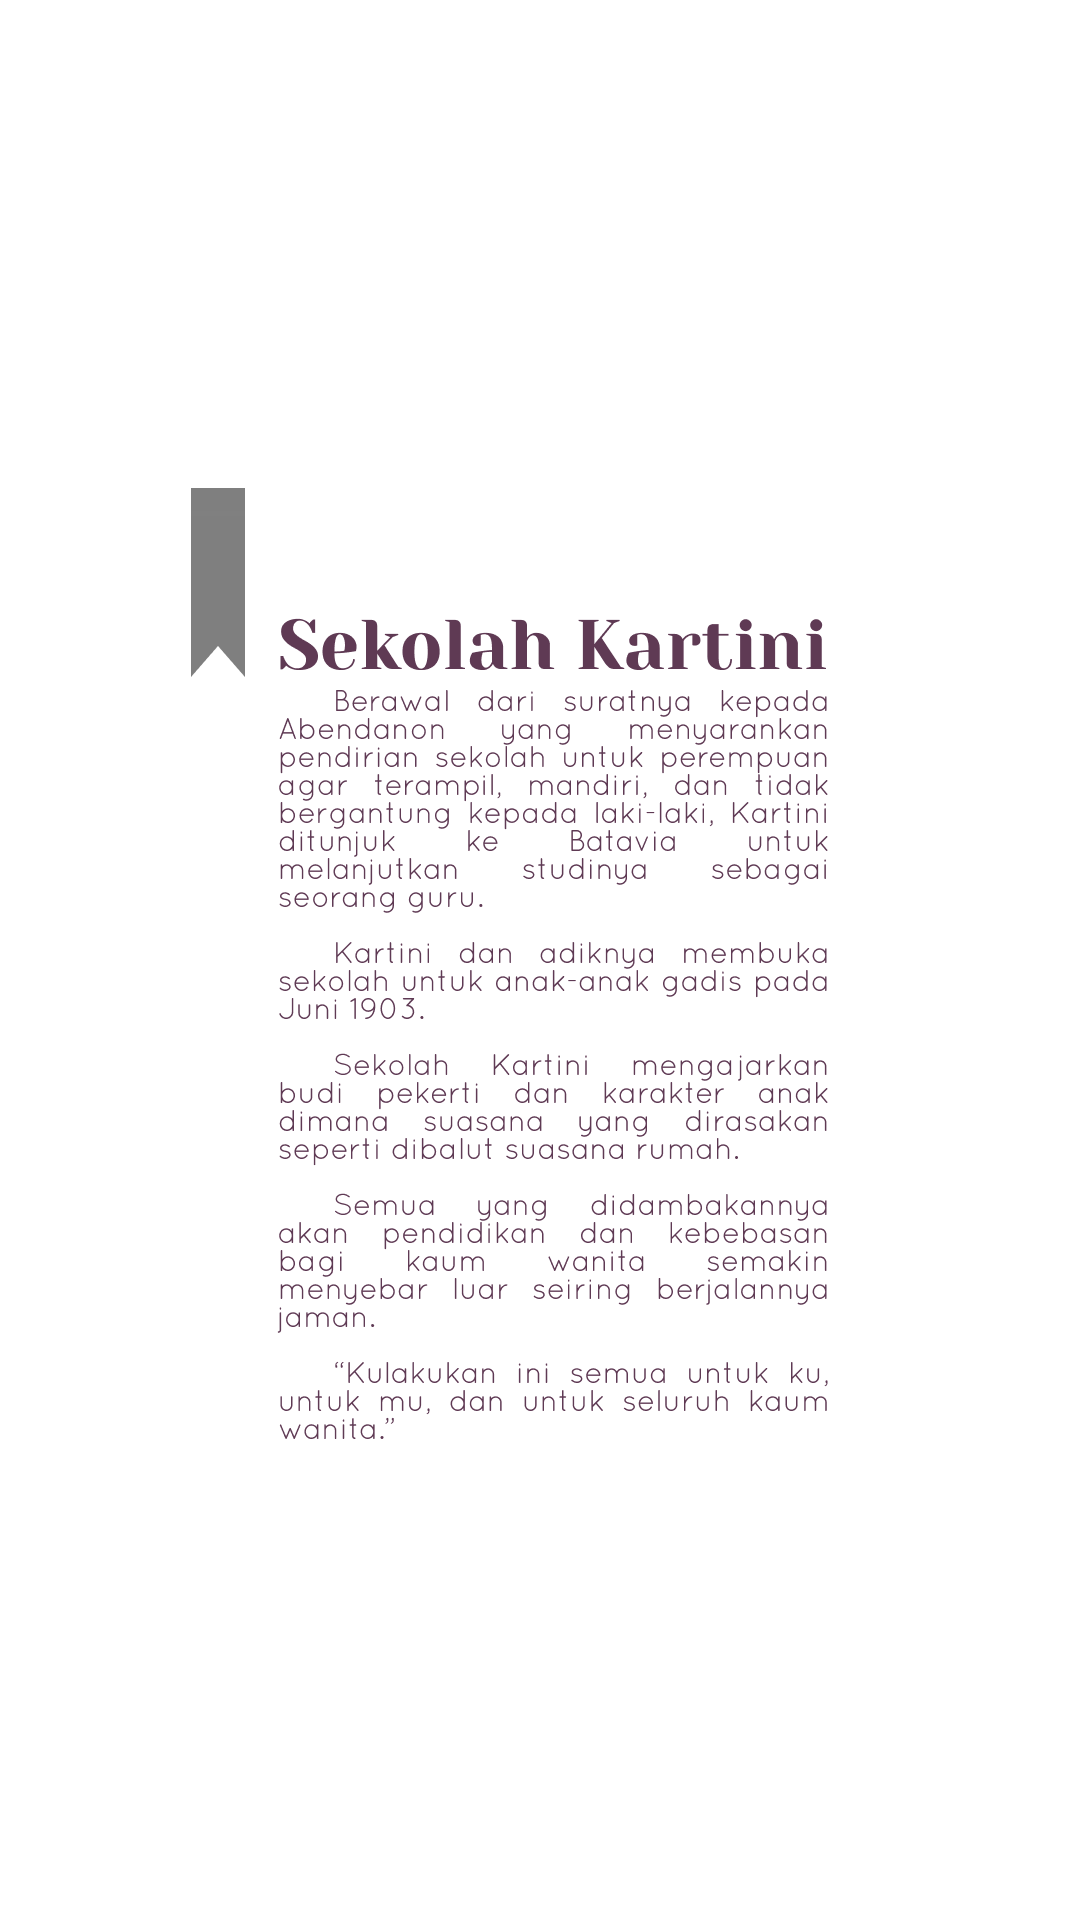 Sekolah Kartini
Berawal dari suratnya kepada
Abendanon yang menyarankan
pendirian sekolah untuk perempuan
agar terampil, mandiri, dan tidak
bergantung kepada laki-laki, Kartini
ditunjuk ke Batavia untuk
melanjutkan studinya sebagai
seorang guru.
Kartini dan adiknya membuka
sekolah untuk anak-anak gadis pada
Juni 1903.
Sekolah Kartini mengajarkan
budi pekerti dan karakter anak
dimana suasana yang dirasakan
seperti dibalut suasana rumah.
Semua yang didambakannya
akan pendidikan dan kebebasan
bagi kaum wanita semakin
menyebar luar seiring berjalannya
jaman.
“Kulakukan ini semua untuk ku,
untuk mu, dan untuk seluruh kaum
wanita.”